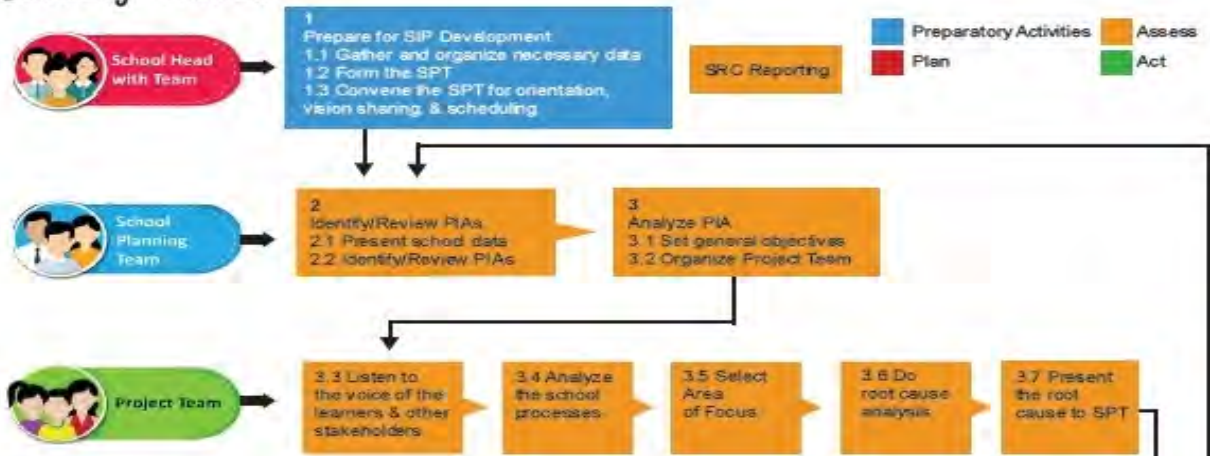 School Head
with Team
1
Prepare for SIP Development
1.1 Gather and organize necessary data
1.2 Form the SPT
1.3 Convene the SPT for orientation,
vision sharing, & scheduling
SRC Reporting
Preparatory Activities
Assess
Plan
Act
School
Planning
Team
2
Identify/Review PIAs
2.1 Present school data
2.2 Identify/Review PIAs
3
Analyze PIA
3.1 Set general objectives
3.2 Organize Project Team
Project Team
3.3 Listen to
the voice of the
learners & other
stakeholders
3.4 Analyze
the school
processes
3.5 Select
Area
of Focus
3.6 Do
root cause
analysis
3.7 Present
the root
cause to SPT